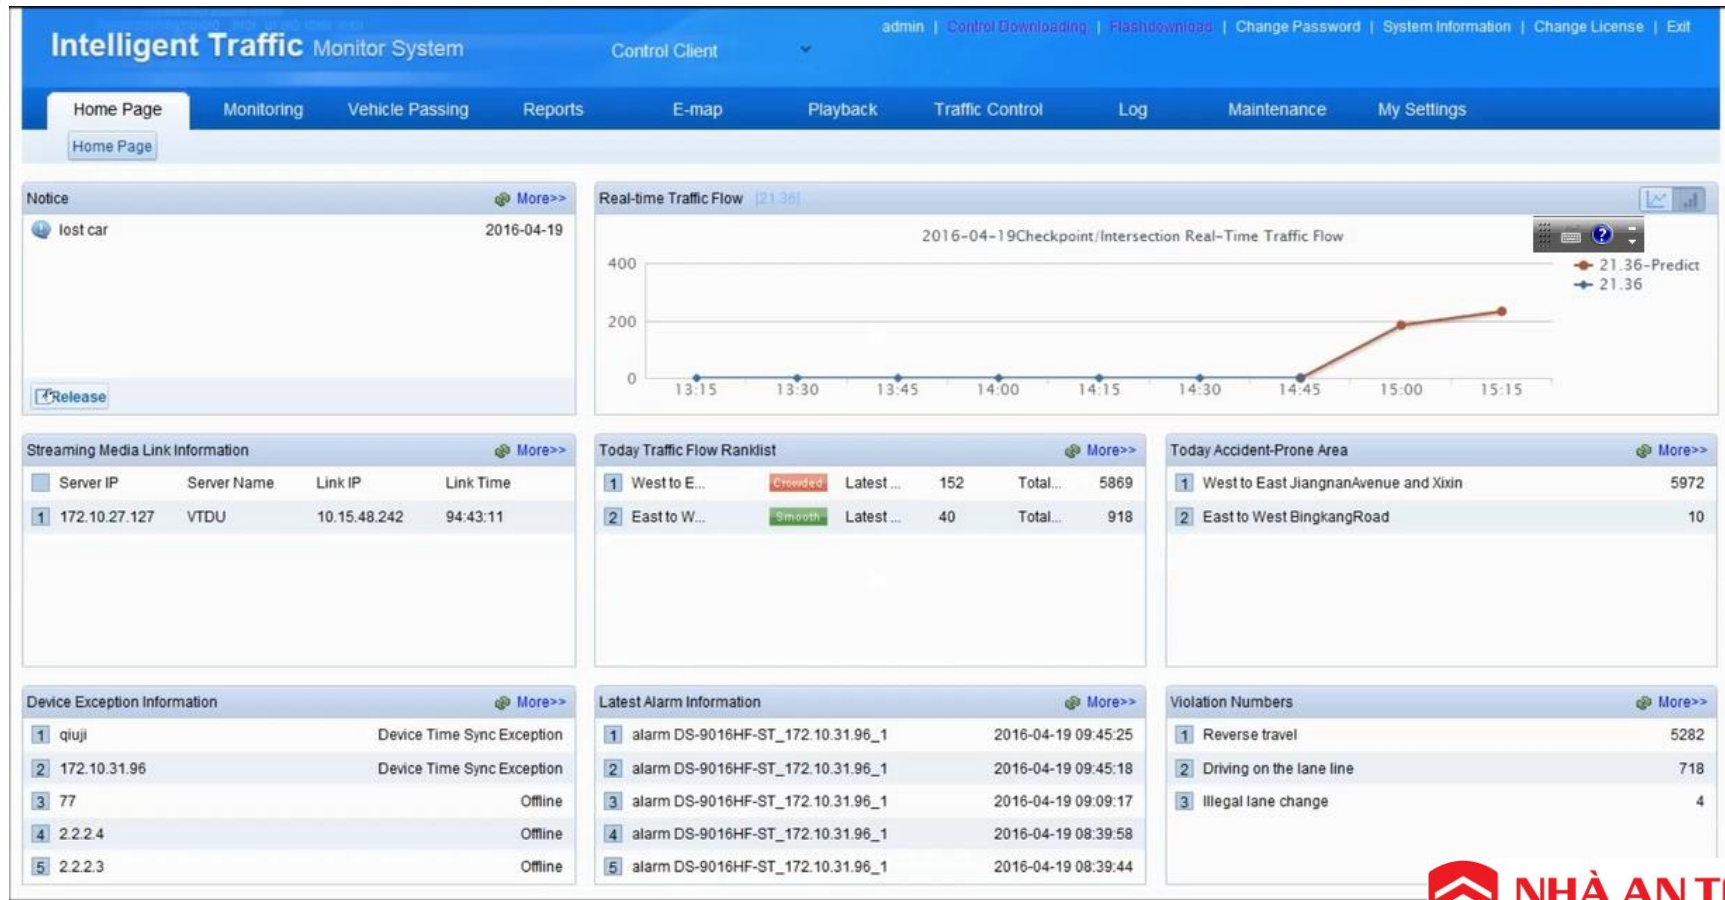 Intelligent Traffic Monitor System
Control Client
admin | Control Downloading | Flashdownload | Change Password | System Information | Change License | Exit
Home Page Monitoring Vehicle Passing Reports E-map Playback Traffic Control Log Maintenance My Settings
Home Page
Notice More>>
lost car 2016-04-19
Release
Real-time Traffic Flow [21.36]
2016-04-19Checkpoint/Intersection Real-Time Traffic Flow
400
200
0
13:15 13:30 13:45 14:00 14:15 14:30 14:45 15:00 15:15
21.36-Predict
21.36
Streaming Media Link Information More>>
Server IP Server Name Link IP Link Time
1 172.10.27.127 VTDU 10.15.48.242 94:43:11
Today Traffic Flow Ranklist More>>
1 West to E... Crowded Latest ... 152 Total... 5869
2 East to W... Smooth Latest ... 40 Total... 918
Today Accident-Prone Area More>>
1 West to East JiangnanAvenue and Xixin 5972
2 East to West BingkangRoad 10
Device Exception Information More>>
1 qiuji Device Time Sync Exception
2 172.10.31.96 Device Time Sync Exception
3 77 Offline
4 2.2.2.4 Offline
5 2.2.2.3 Offline
Latest Alarm Information More>>
1 alarm DS-9016HF-ST_172.10.31.96_1 2016-04-19 09:45:25
2 alarm DS-9016HF-ST_172.10.31.96_1 2016-04-19 09:45:18
3 alarm DS-9016HF-ST_172.10.31.96_1 2016-04-19 09:09:17
4 alarm DS-9016HF-ST_172.10.31.96_1 2016-04-19 08:39:58
5 alarm DS-9016HF-ST_172.10.31.96_1 2016-04-19 08:39:44
Violation Numbers More>>
1 Reverse travel 5282
2 Driving on the lane line 718
3 Illegal lane change 4
NHÀ AN